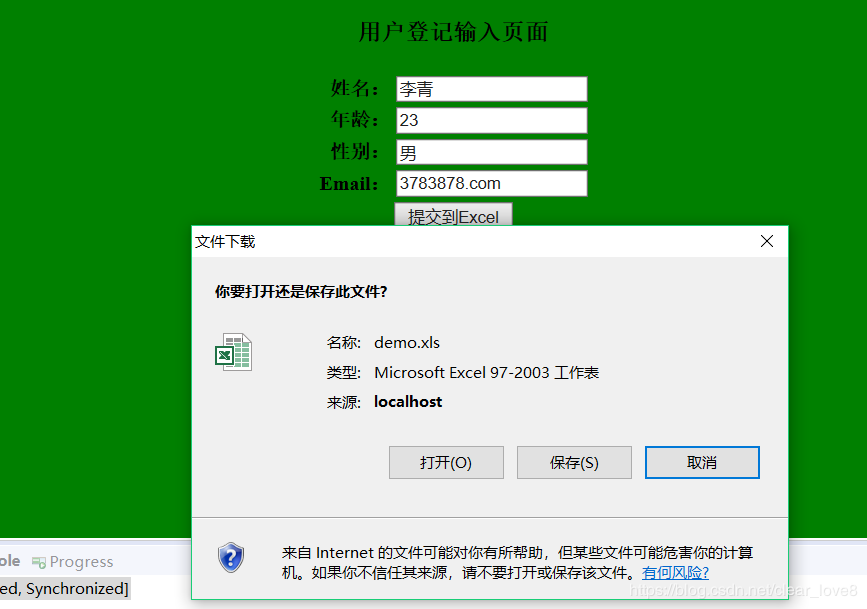 用户登记输入页面
姓名： 李青
年龄： 23
性别： 男
Email： 3783878.com
提交到Excel
文件下载
你要打开还是保存此文件?
名称: demo.xls
类型: Microsoft Excel 97-2003 工作表
来源: localhost
打开(O) 保存(S) 取消
ole Progress
来自 Internet 的文件可能对你有所帮助，但某些文件可能危害你的计算
机。如果你不信任其来源，请不要打开或保存该文件。有何风险?
ed, Synchronized]
https://blog.csdn.net/clear_love8